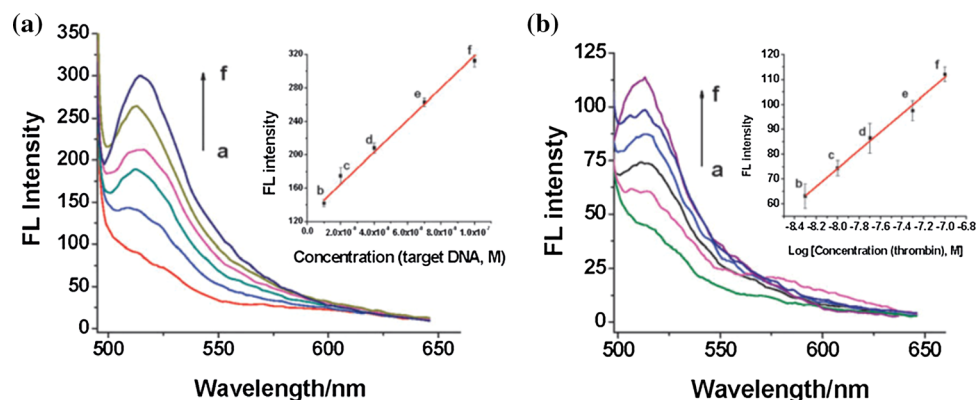 (a)
FL Intensity
350
300
250
200
150
100
50
0
500
550
600
650
Wavelength/nm
f
a
FL intensity
320
280
240
200
160
120
b
c
d
e
f
0
2.0x10⁻⁸ 4.0x10⁻⁸ 6.0x10⁻⁸ 8.0x10⁻⁸ 1.0x10⁻⁷
Concentration (target DNA, M)
(b)
FL intensty
125
100
75
50
25
0
500
550
600
650
Wavelength/nm
f
a
FL intensity
120
110
100
90
80
70
60
b
c
d
e
f
-8.4 -8.2 -8.0 -7.8 -7.6 -7.4 -7.2 -7.0 -6.8
Log [Concentration (thrombin), M]